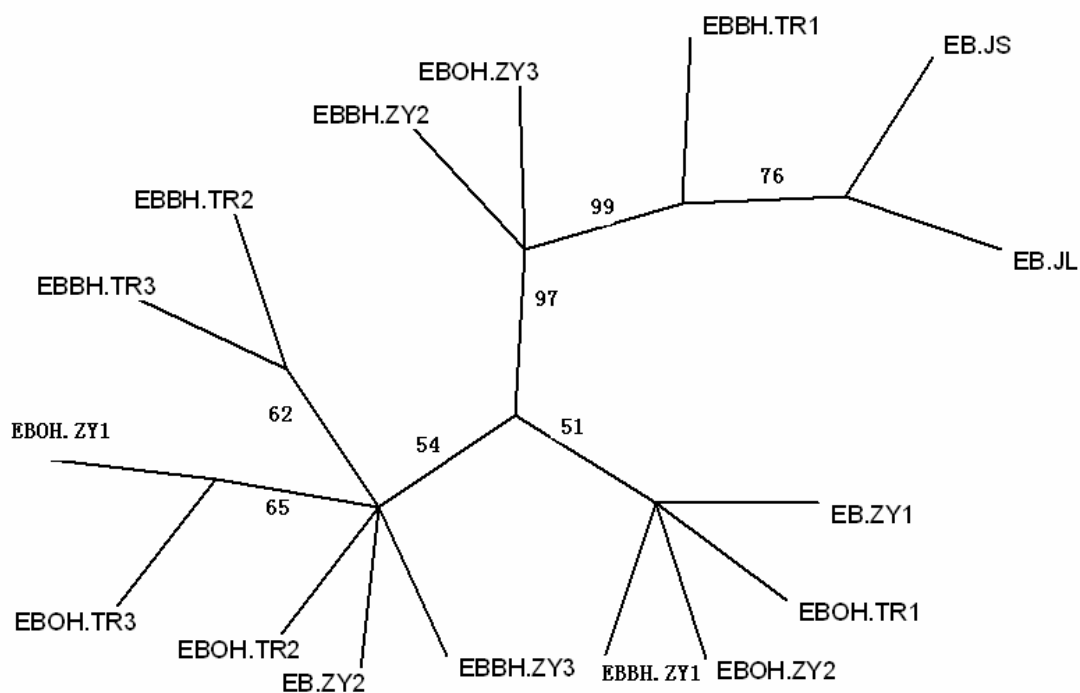 EBBH.TR1
EB.JS
EBOH.ZY3
EBBH.ZY2
76
EBBH.TR2
99
EB.JL
EBBH.TR3
97
62
EBOH.ZY1
54
51
65
EB.ZY1
EBOH.TR1
EBOH.TR3
EBOH.TR2
EBBH.ZY3
EBBH.ZY1
EBOH.ZY2
EB.ZY2